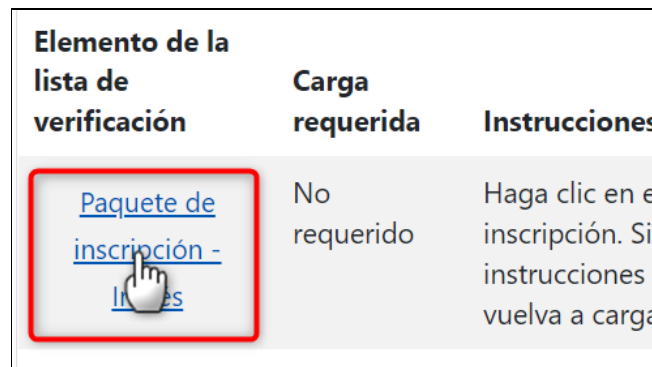 Elemento de la
lista de
verificación
Carga
requerida
Instrucciones
Paquete de
inscripción -
No
requerido
Haga clic en e
inscripción. Si
instrucciones
vuelva a carga